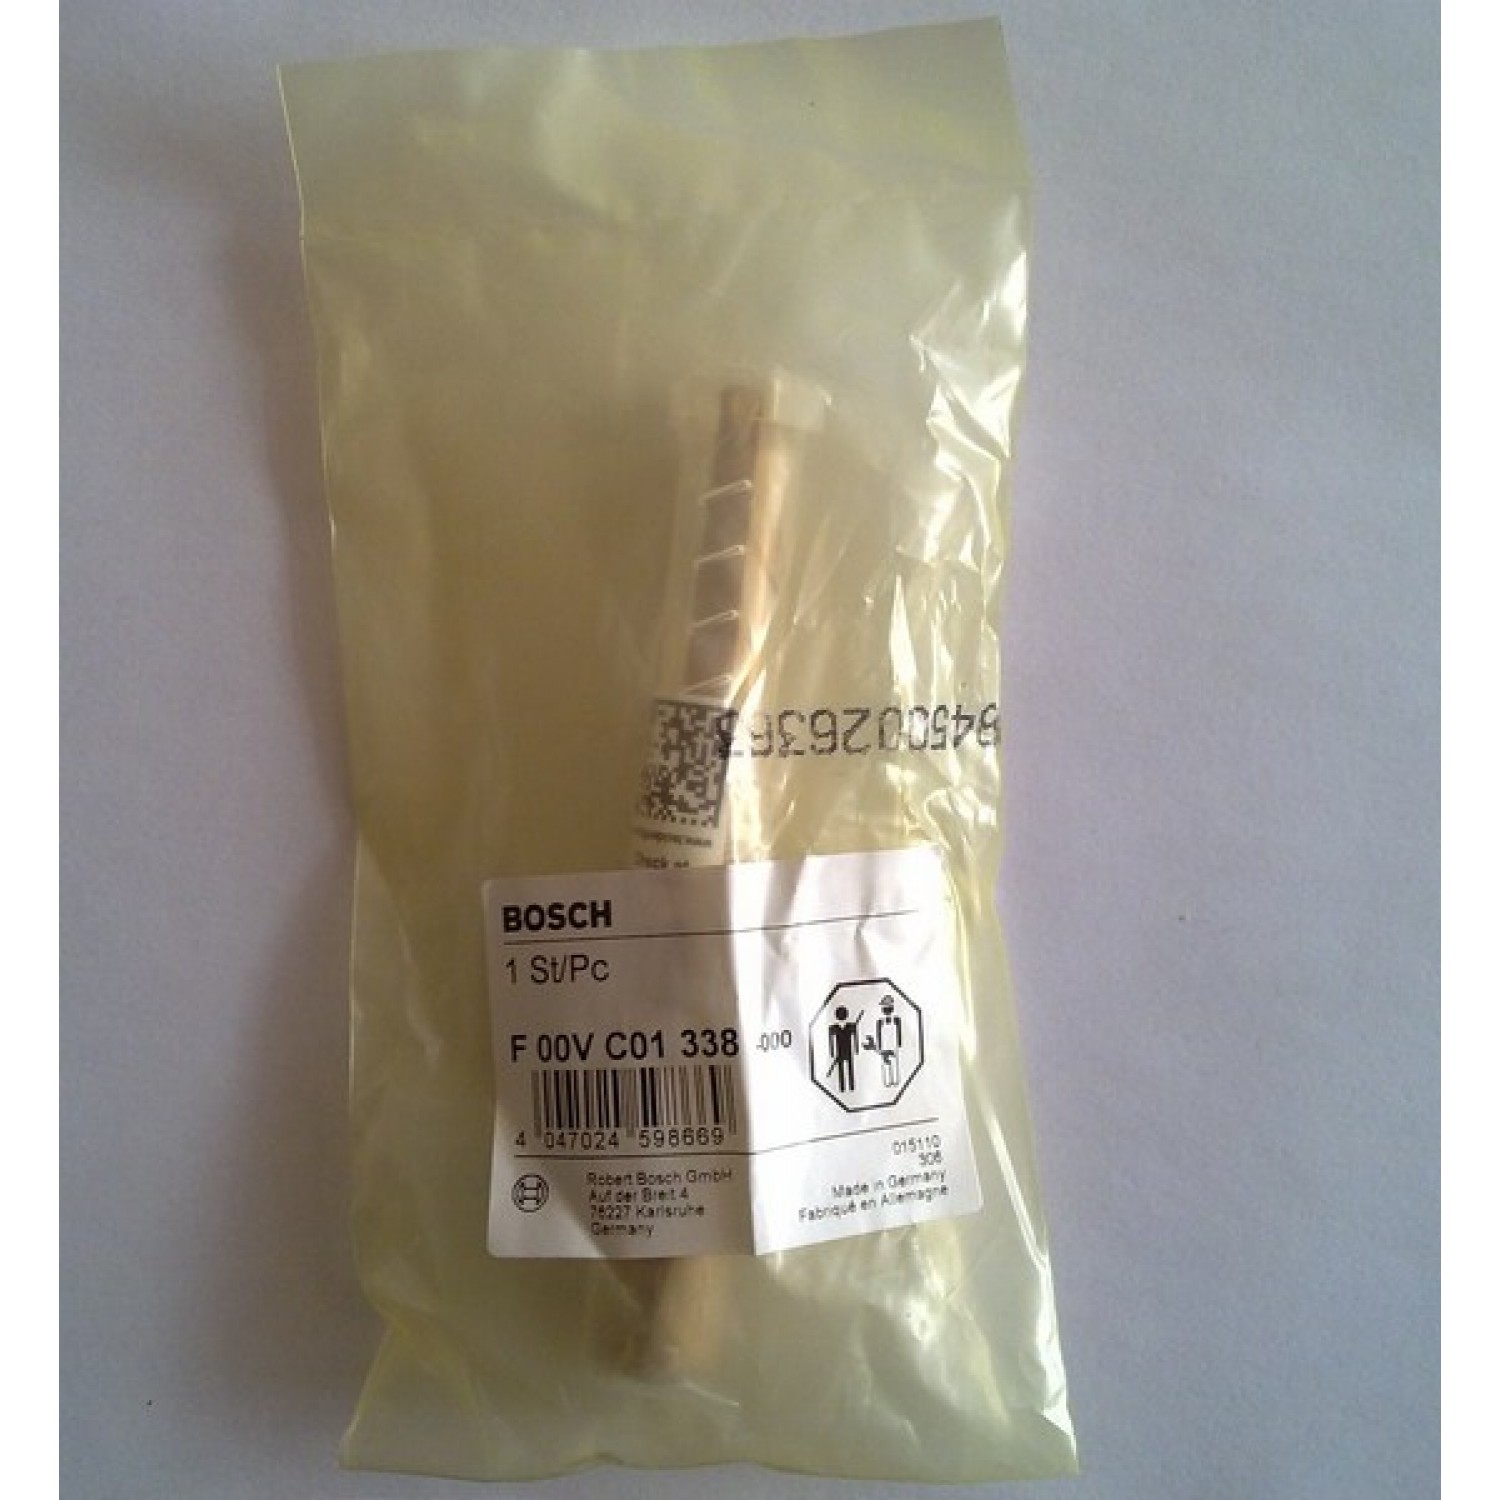 BOSCH
1 St/Pc
F 00V C01 338 -000
4 047024 598669
015110
306
Robert Bosch GmbH
Auf der Breit 4
76227 Karlsruhe
Germany
Made in Germany
Fabriqué en Allemagne